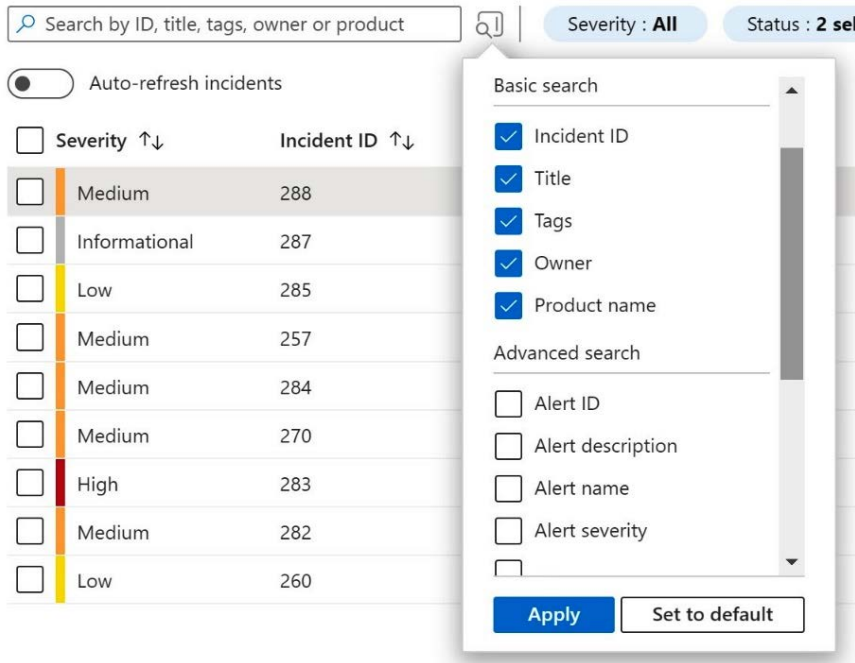 Search by ID, title, tags, owner or product
Severity : All
Status : 2 sel
Auto-refresh incidents
Severity ↑↓
Incident ID ↑↓
Medium 288
Informational 287
Low 285
Medium 257
Medium 284
Medium 270
High 283
Medium 282
Low 260
Basic search
Incident ID
Title
Tags
Owner
Product name
Advanced search
Alert ID
Alert description
Alert name
Alert severity
Apply
Set to default